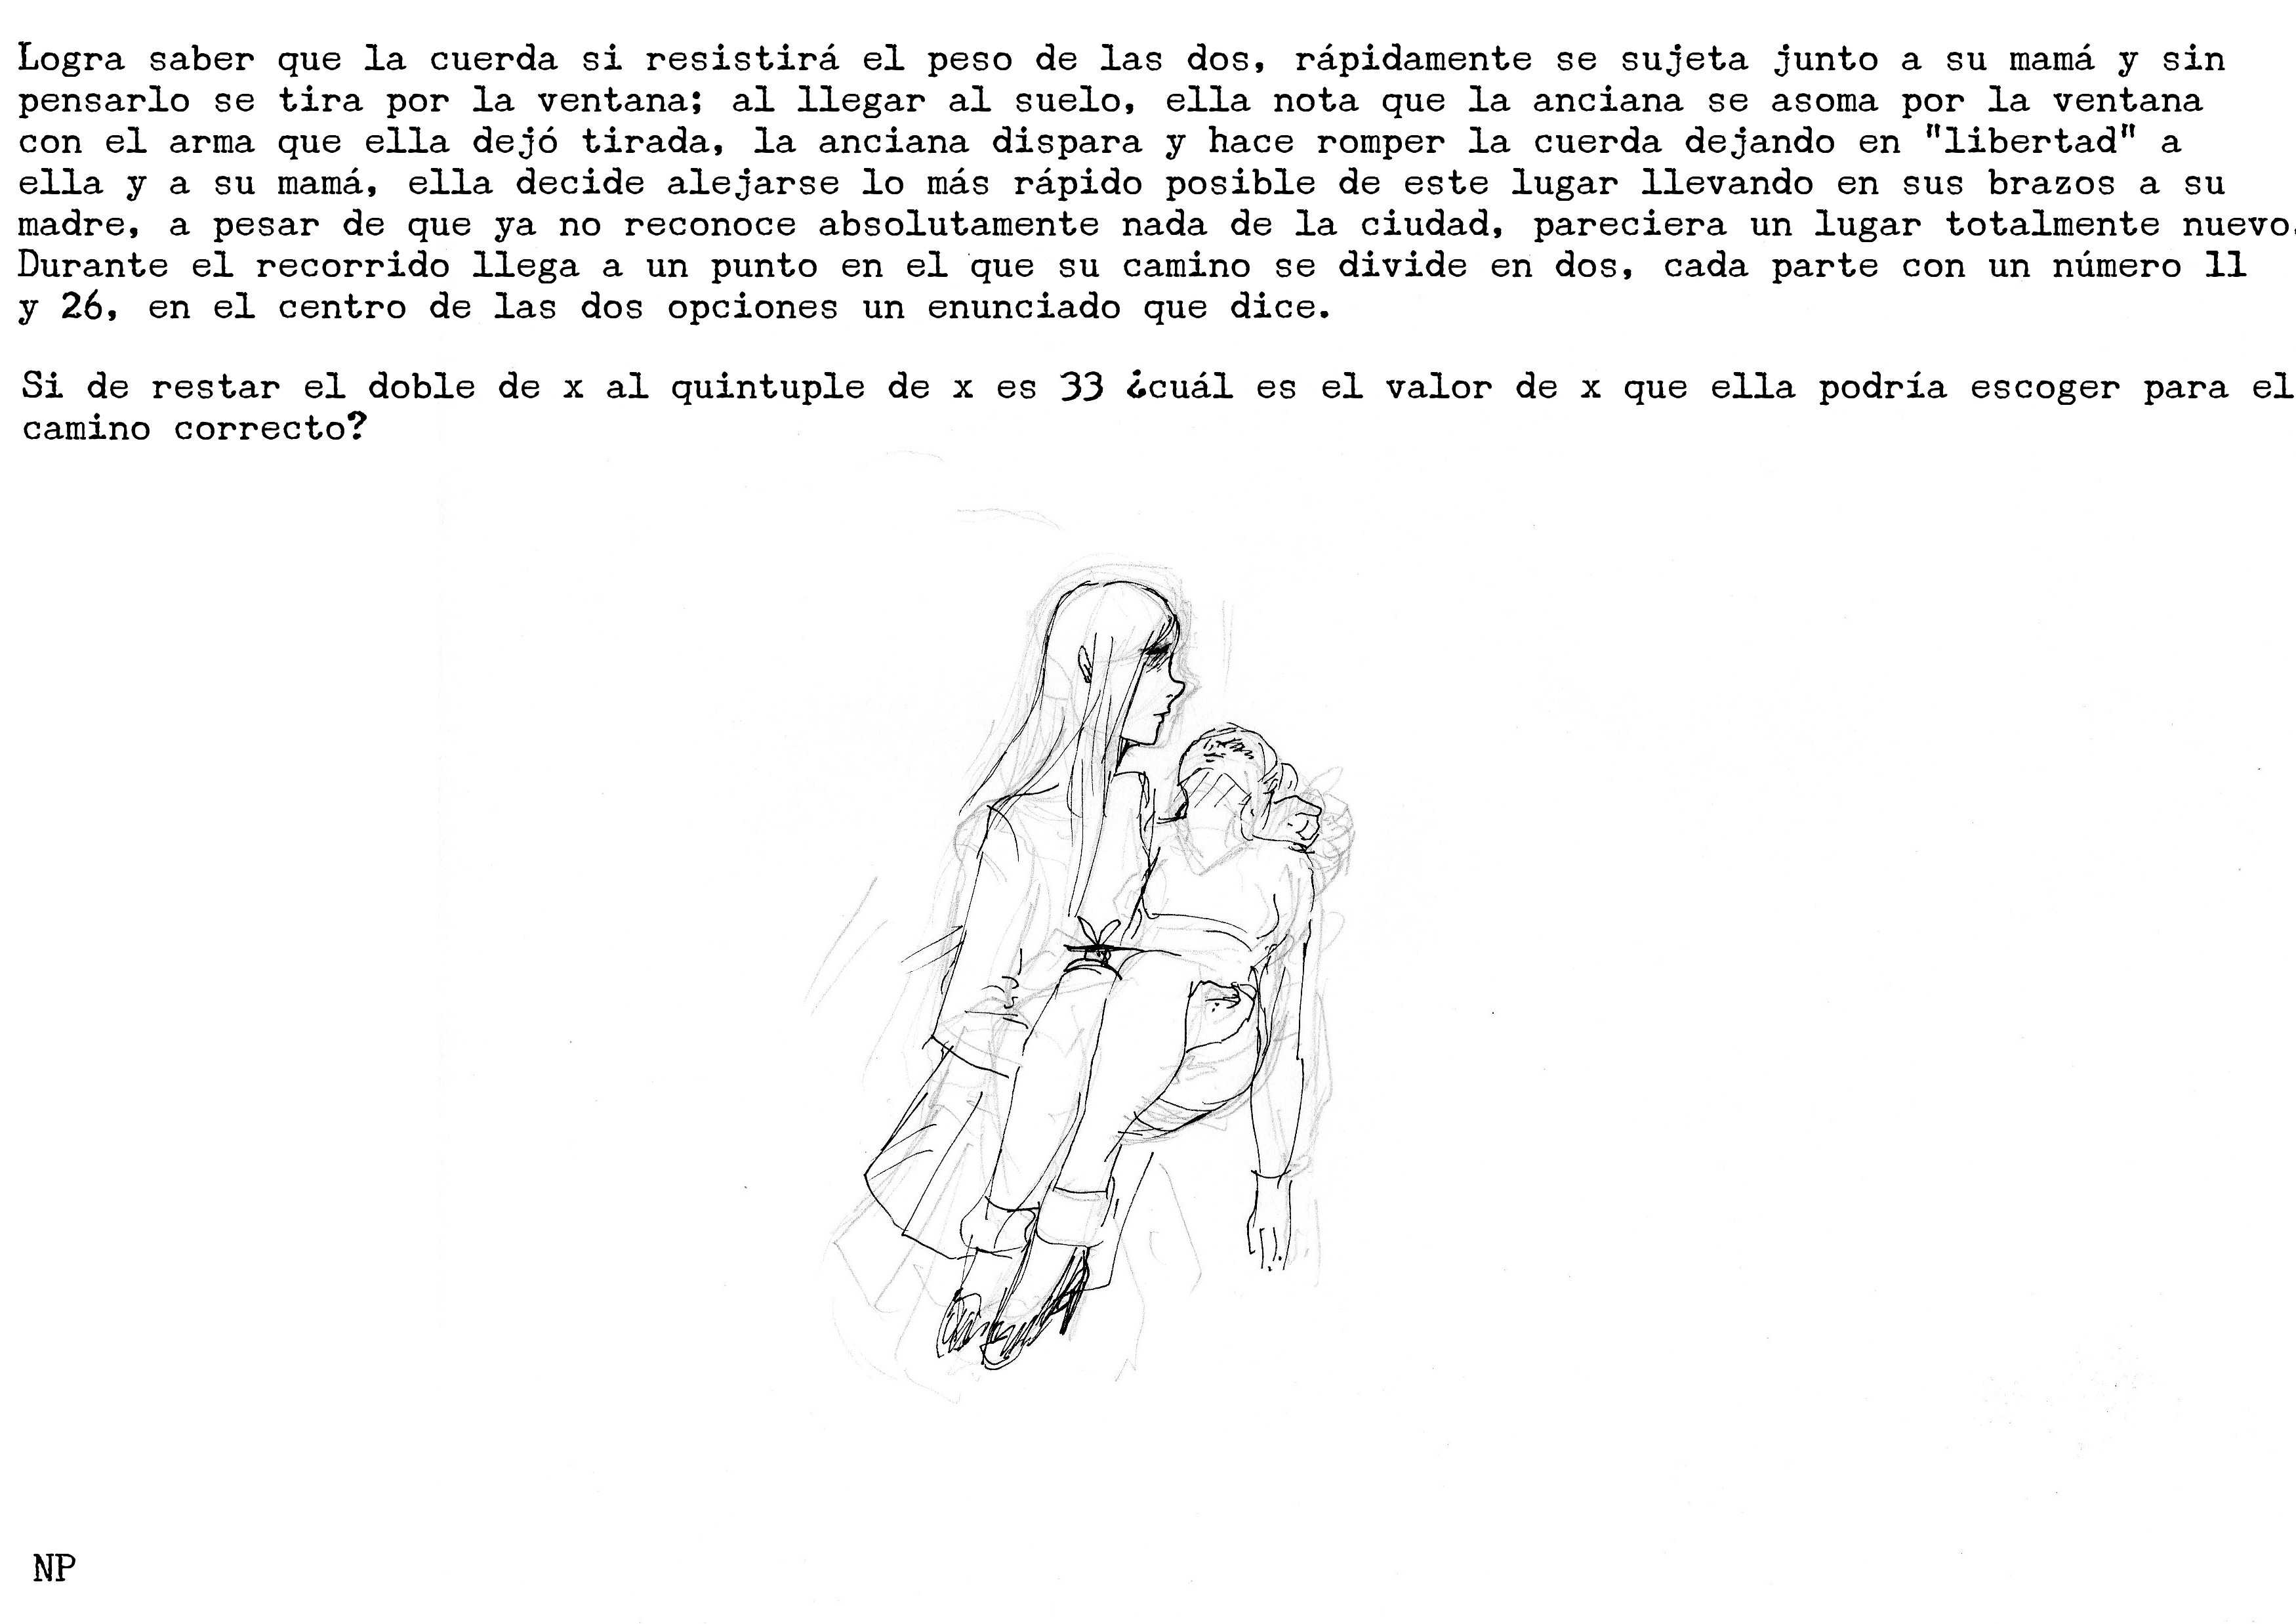 Logra saber que la cuerda si resistirá el peso de las dos, rápidamente se sujeta junto a su mamá y sin
pensarlo se tira por la ventana; al llegar al suelo, ella nota que la anciana se asoma por la ventana
con el arma que ella dejó tirada, la anciana dispara y hace romper la cuerda dejando en "libertad" a
ella y a su mamá, ella decide alejarse lo más rápido posible de este lugar llevando en sus brazos a su
madre, a pesar de que ya no reconoce absolutamente nada de la ciudad, pareciera un lugar totalmente nuevo.
Durante el recorrido llega a un punto en el que su camino se divide en dos, cada parte con un número 11
y 26, en el centro de las dos opciones un enunciado que dice.
Si de restar el doble de x al quintuple de x es 33 ¿cuál es el valor de x que ella podría escoger para el
camino correcto?
NP